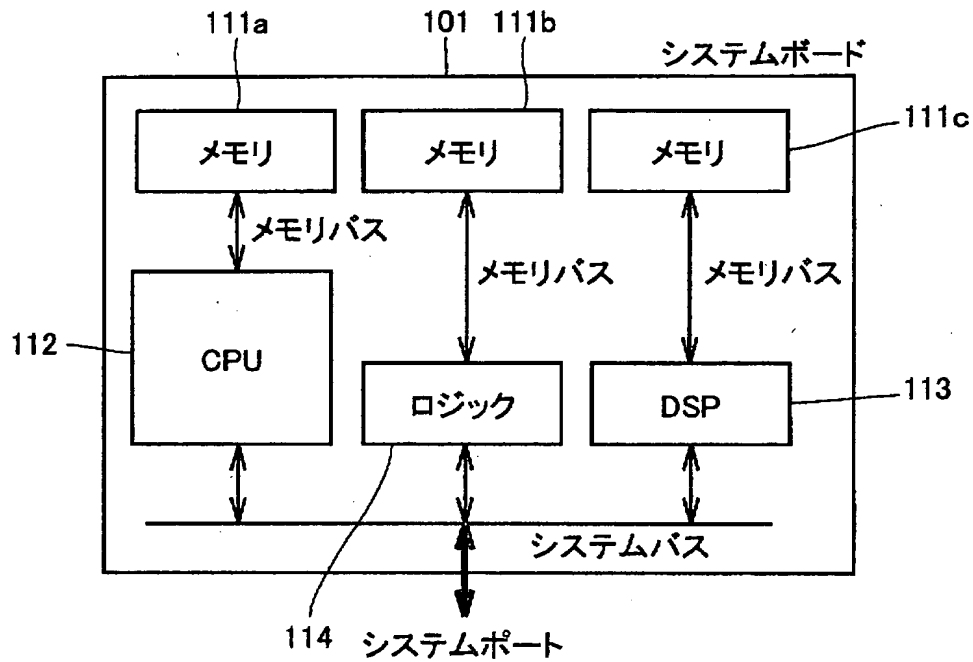 111a
101
111b
システムボード
メモリ
メモリ
メモリ
111c
メモリバス
メモリバス
メモリバス
112
CPU
ロジック
DSP
113
システムバス
114
システムポート